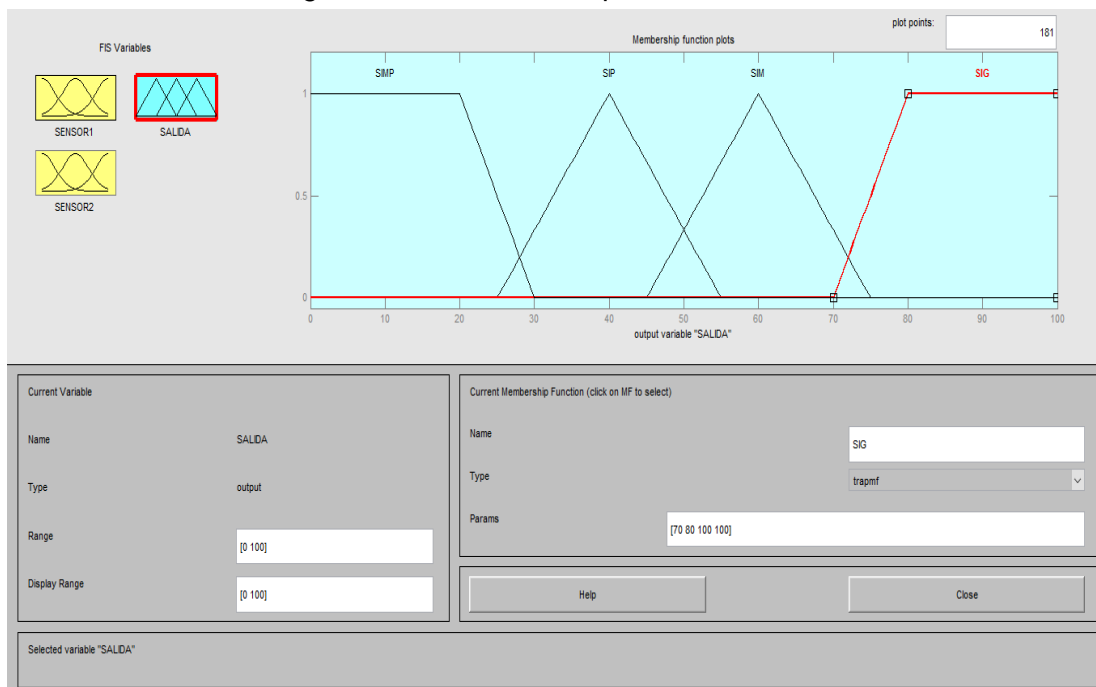 plot points:
181
FIS Variables
Membership function plots
SIMP
SIP
SIM
SIG
SENSOR1
SALIDA
SENSOR2
1
0.5
0
0 10 20 30 40 50 60 70 80 90 100
output variable "SALIDA"
Current Variable
Name SALIDA
Type output
Range [0 100]
Display Range [0 100]
Current Membership Function (click on MF to select)
Name SIG
Type trapmf
Params [70 80 100 100]
Help Close
Selected variable "SALIDA"